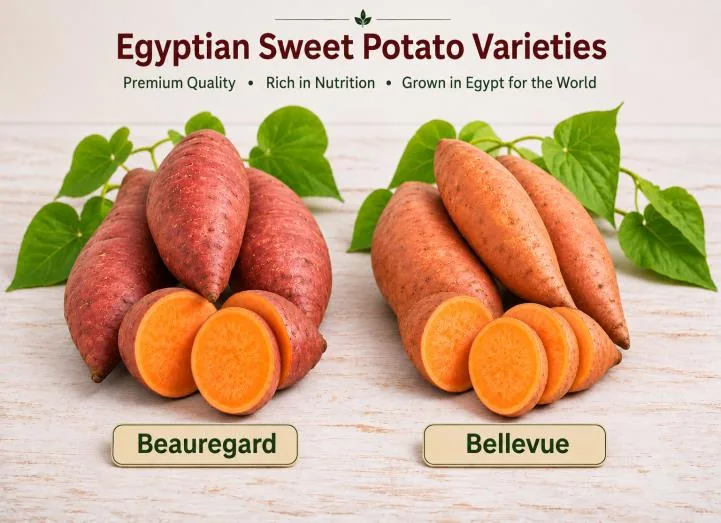 Egyptian Sweet Potato Varieties
Premium Quality • Rich in Nutrition • Grown in Egypt for the World
Beauregard
Bellevue